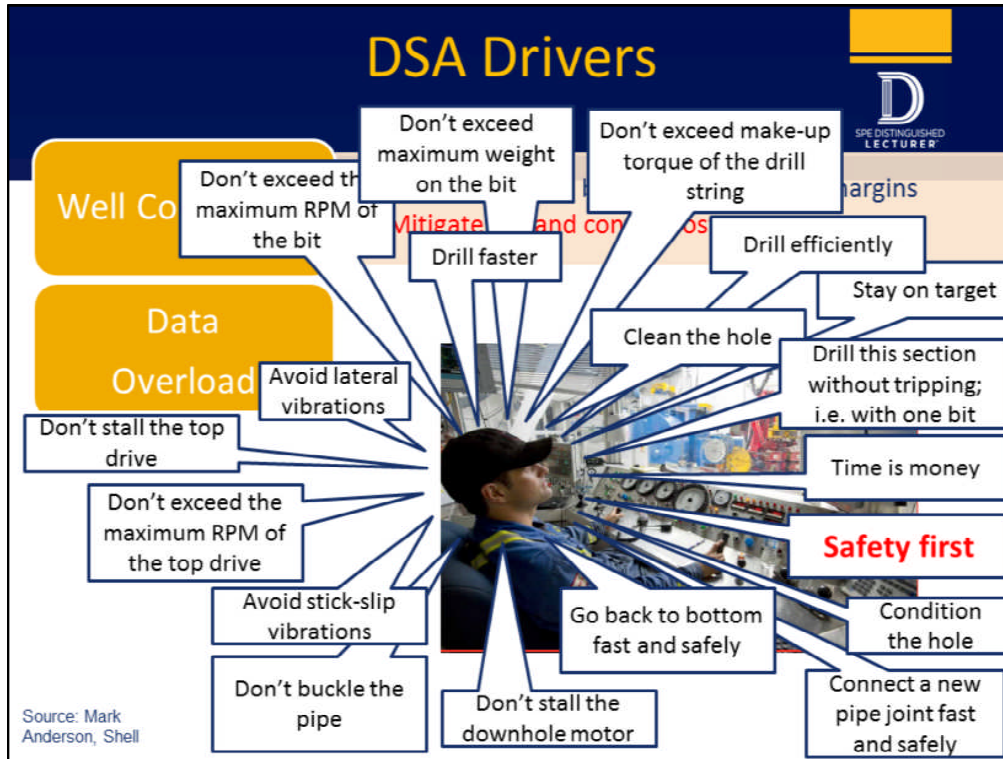 DSA Drivers
SPE DISTINGUISHED
LECTURER
Don't exceed
maximum weight
on the bit
Don't exceed make-up
torque of the drill
string
Well Co
Don't exceed th
maximum RPM of
the bit
margins
Mitigate
and con
Drill faster
Drill efficiently
Stay on target
Clean the hole
Data
Overload
Drill this section
without tripping;
i.e. with one bit
Avoid lateral
vibrations
Don't stall the top
drive
Time is money
Don't exceed the
maximum RPM of
the top drive
Safety first
Avoid stick-slip
vibrations
Go back to bottom
fast and safely
Condition
the hole
Don't buckle the
pipe
Don't stall the
downhole motor
Connect a new
pipe joint fast
and safely
Source: Mark
Anderson, Shell